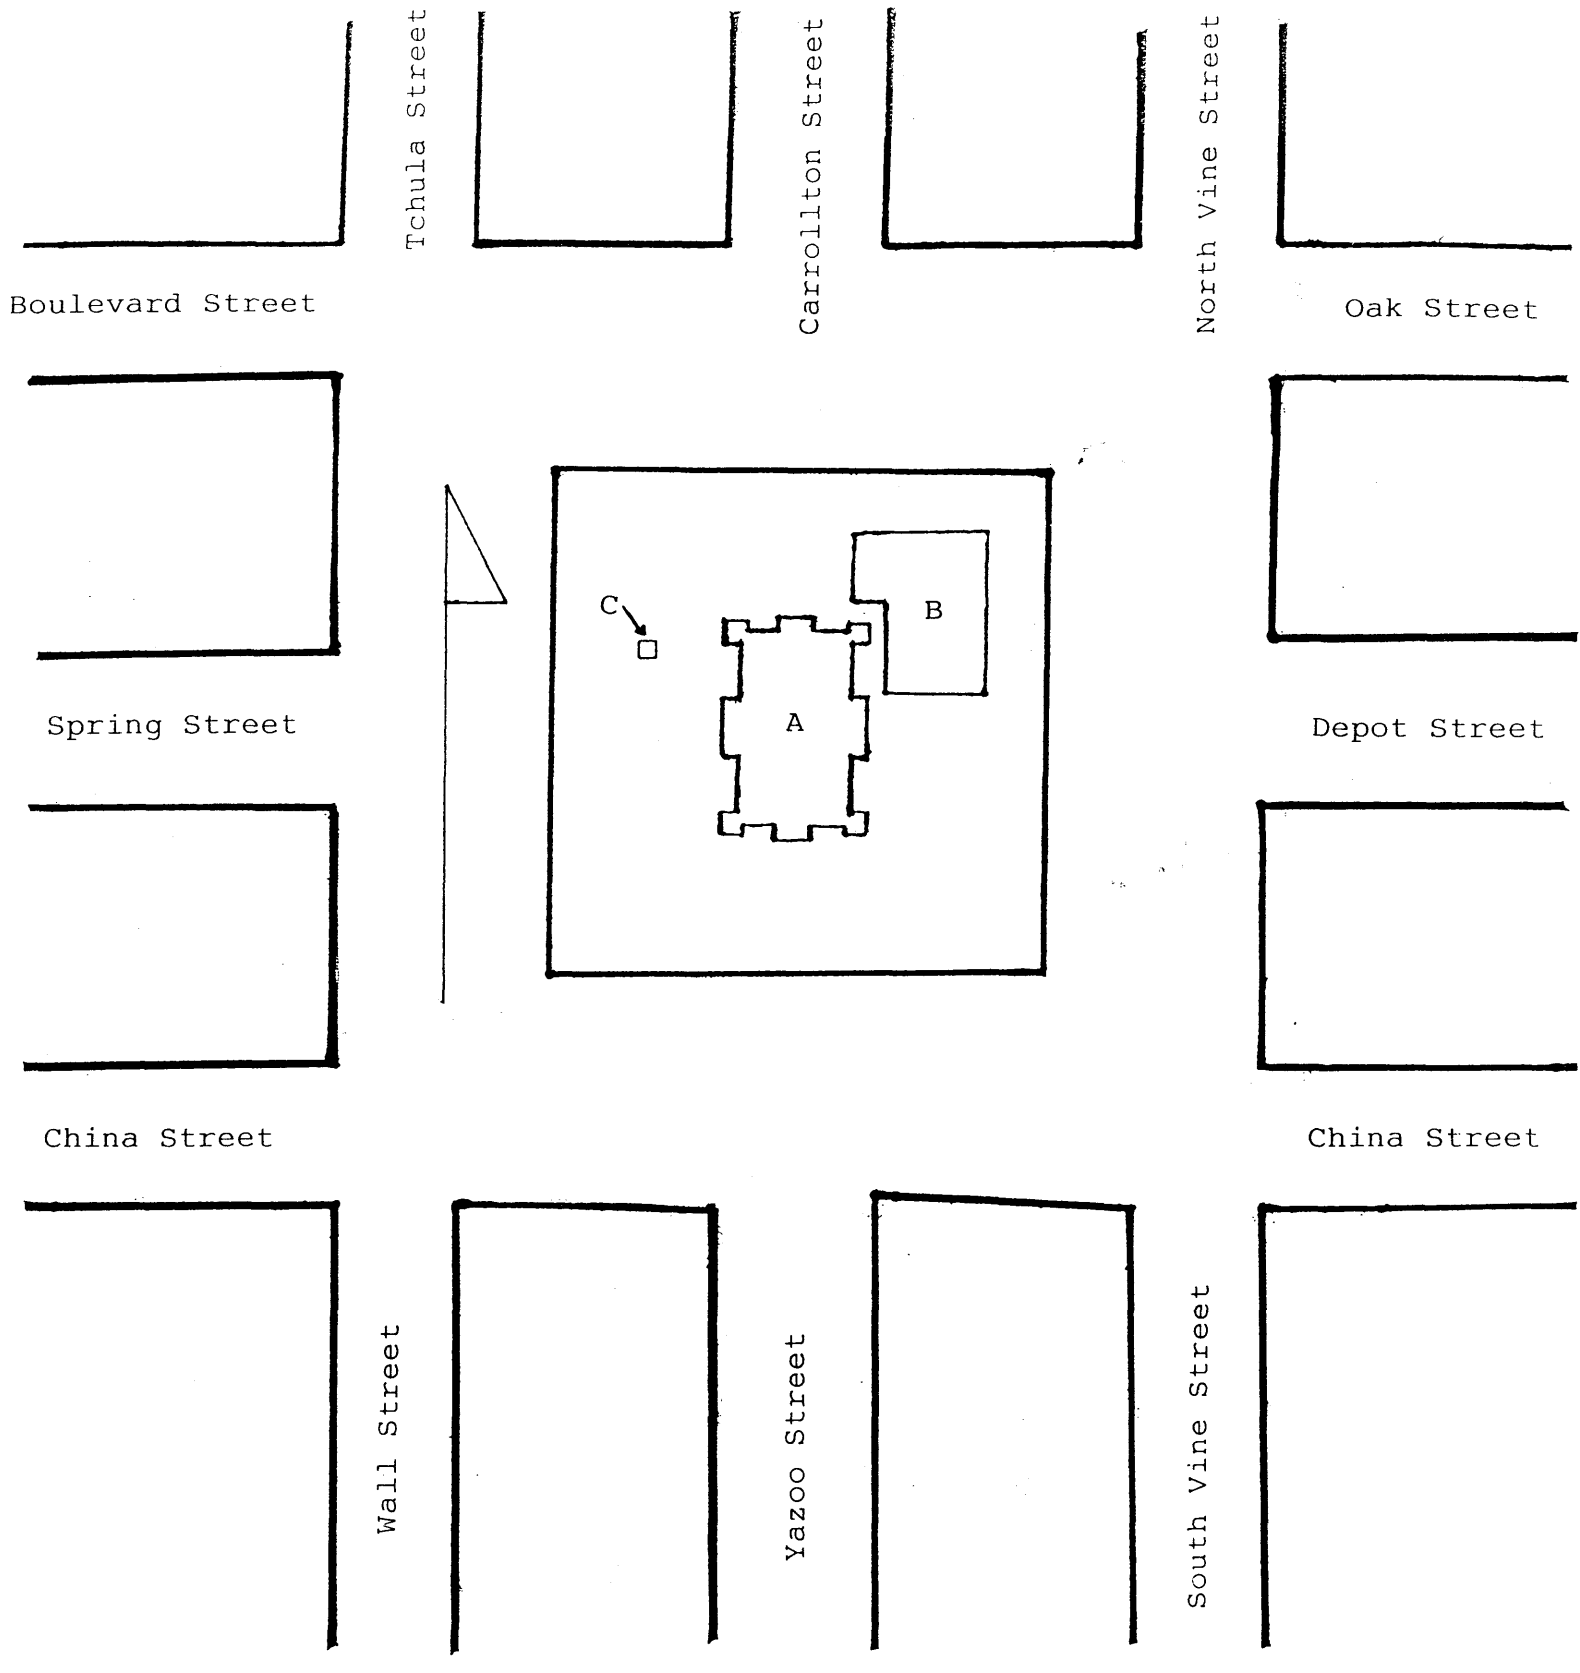 Tchula Street
Carrollton Street
North Vine Street
Boulevard Street
Oak Street
C
B
A
Spring Street
Depot Street
China Street
China Street
Wall Street
Yazoo Street
South Vine Street